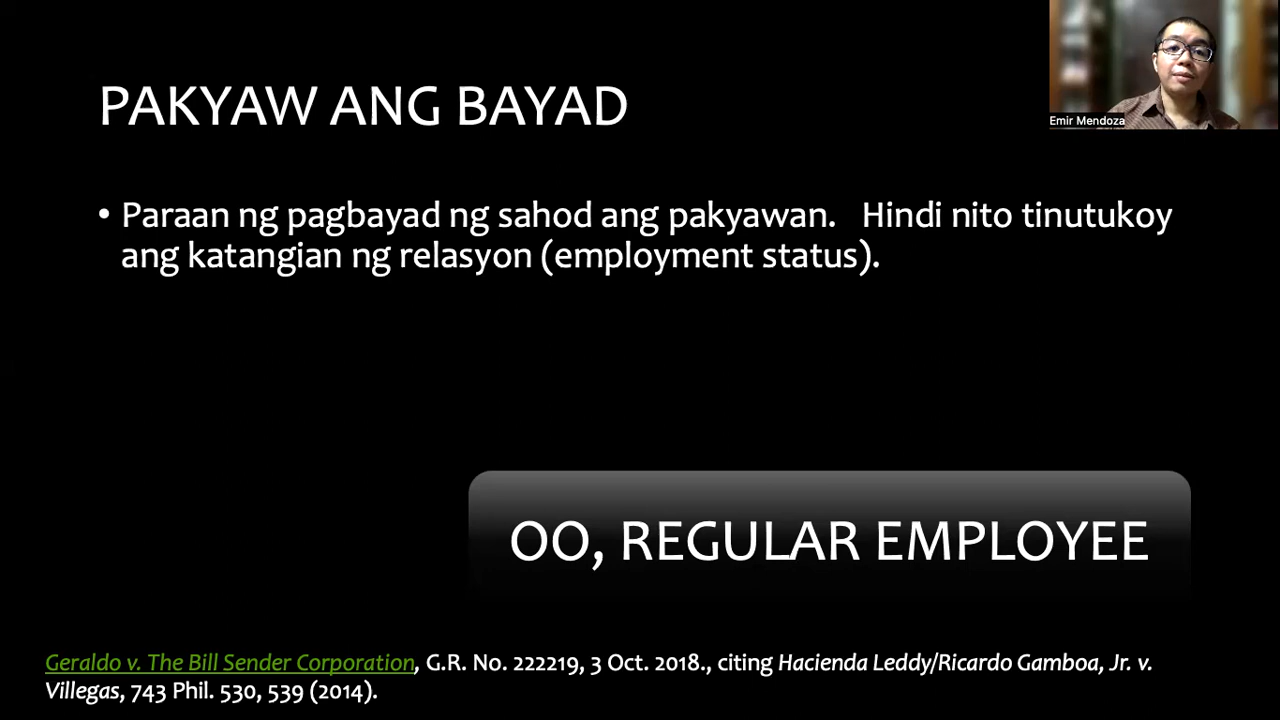 Emir Mendoza
PAKYAW ANG BAYAD
• Paraan ng pagbayad ng sahod ang pakyawan. Hindi nito tinutukoy
ang katangian ng relasyon (employment status).
OO, REGULAR EMPLOYEE
Geraldo v. The Bill Sender Corporation, G.R. No. 222219, 3 Oct. 2018., citing Hacienda Leddy/Ricardo Gamboa, Jr. v.
Villegas, 743 Phil. 530, 539 (2014).